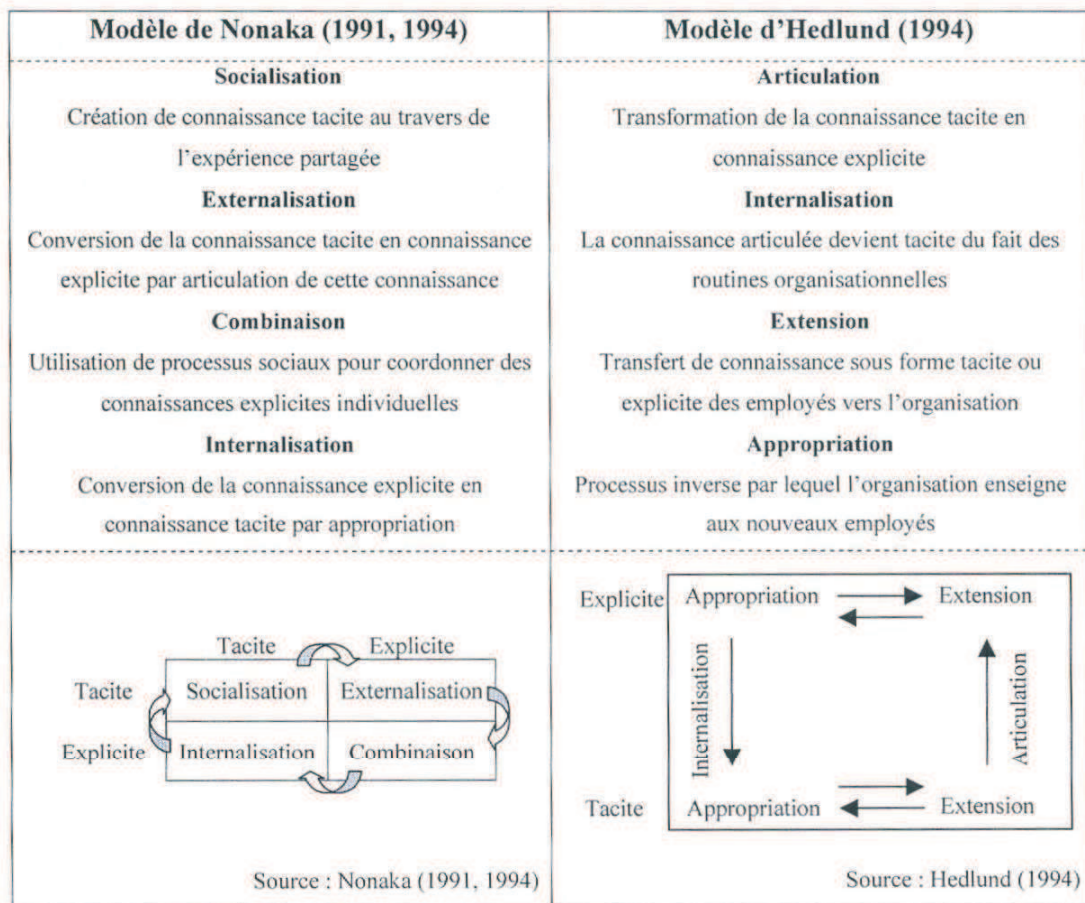 Modèle de Nonaka (1991, 1994)
Socialisation
Création de connaissance tacite au travers de
l'expérience partagée
Externalisation
Conversion de la connaissance tacite en connaissance
explicite par articulation de cette connaissance
Combinaison
Utilisation de processus sociaux pour coordonner des
connaissances explicites individuelles
Internalisation
Conversion de la connaissance explicite en
connaissance tacite par appropriation
Tacite Explicite
Tacite Socialisation Externalisation
Explicite Internalisation Combinaison
Source : Nonaka (1991, 1994)
Modèle d'Hedlund (1994)
Articulation
Transformation de la connaissance tacite en
connaissance explicite
Internalisation
La connaissance articulée devient tacite du fait des
routines organisationnelles
Extension
Transfert de connaissance sous forme tacite ou
explicite des employés vers l'organisation
Appropriation
Processus inverse par lequel l'organisation enseigne
aux nouveaux employés
Explicite Appropriation Extension
Internalisation
Articulation
Tacite Appropriation Extension
Source : Hedlund (1994)